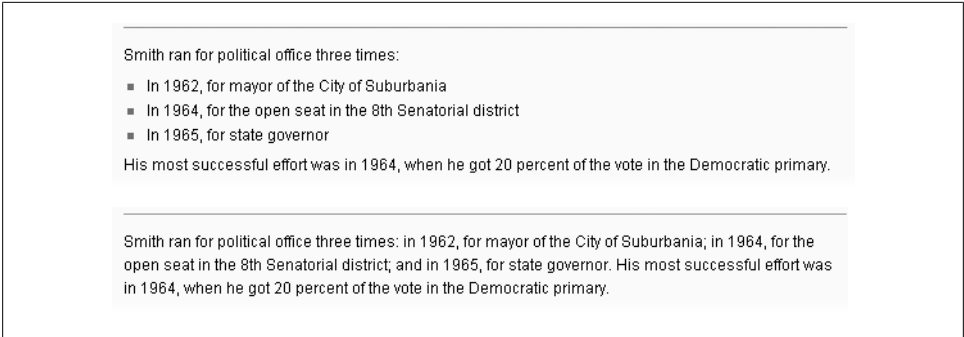 Smith ran for political office three times:
▪ In 1962, for mayor of the City of Suburbania
▪ In 1964, for the open seat in the 8th Senatorial district
▪ In 1965, for state governor
His most successful effort was in 1964, when he got 20 percent of the vote in the Democratic primary.
Smith ran for political office three times: in 1962, for mayor of the City of Suburbania; in 1964, for the
open seat in the 8th Senatorial district; and in 1965, for state governor. His most successful effort was
in 1964, when he got 20 percent of the vote in the Democratic primary.